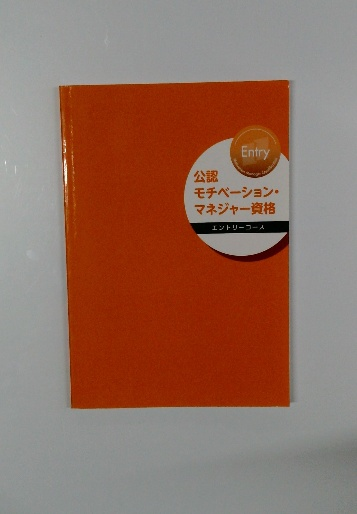 Entry
公認
モチベーション・
マネジャー資格
エントリーコース